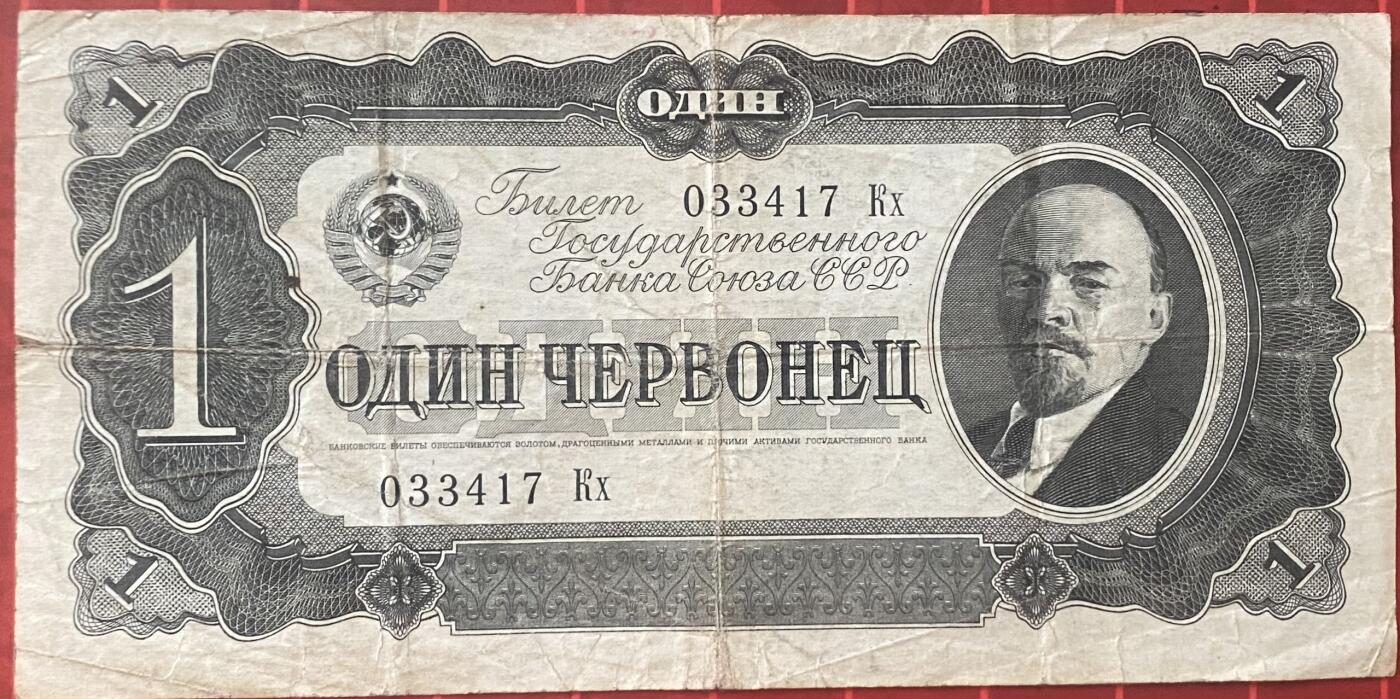 1
ОДИН
1
Билет 033417 Кх
Государственного
Банка Союза ССР
1
ОДИН
ОДИН ЧЕРВОНЕЦ
БАНКОВСКИЕ БИЛЕТЫ ОБЕСПЕЧИВАЮТСЯ ЗОЛОТОМ, ДРАГОЦЕННЫМИ МЕТАЛЛАМИ И ПРОЧИМИ АКТИВАМИ ГОСУДАРСТВЕННОГО БАНКА
033417 Кх
1
1